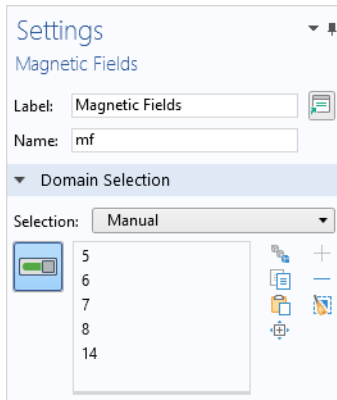 Settings
Magnetic Fields
Label: Magnetic Fields
Name: mf
Domain Selection
Selection: Manual
5
6
7
8
14